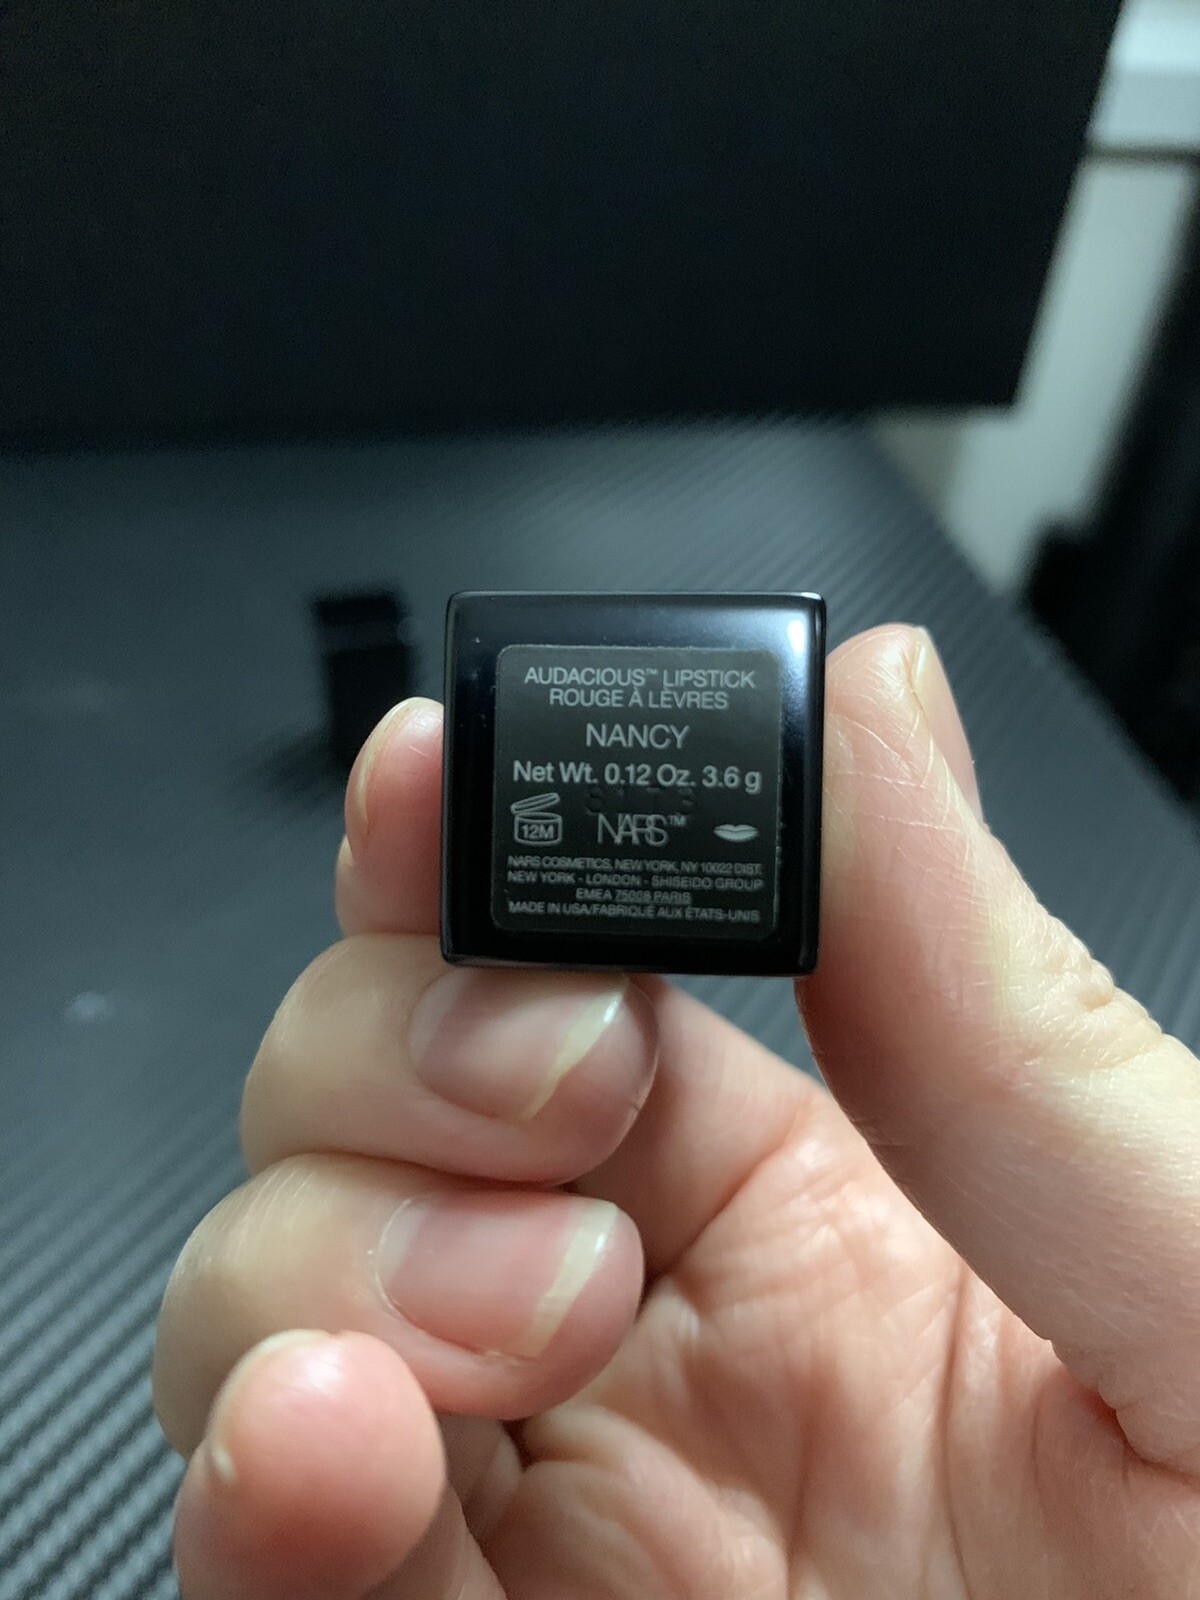 AUDACIOUS™ LIPSTICK
ROUGE À LÈVRES
NANCY
Net Wt. 0.12 Oz. 3.6 g
12M NARS™
NARS COSMETICS, NEW YORK, NY 10022 DIST.
NEW YORK - LONDON - SHISEIDO GROUP
EMEA 75008 PARIS
MADE IN USA/FABRIQUÉ AUX ÉTATS-UNIS